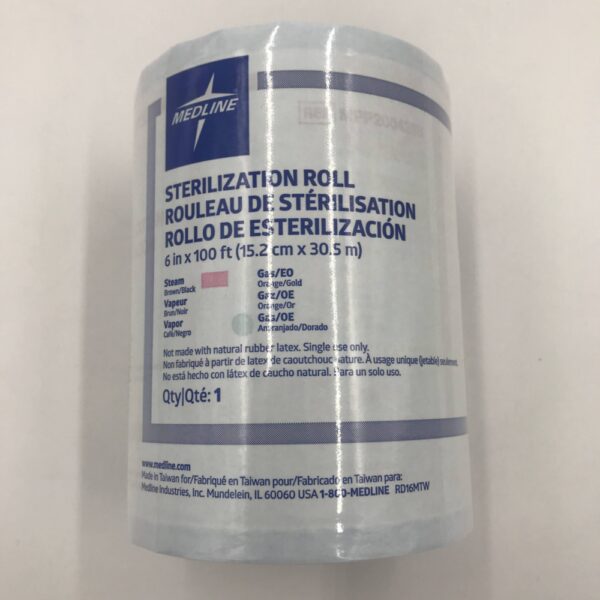 MEDLINE
STERILIZATION ROLL
ROULEAU DE STÉRILISATION
ROLLO DE ESTERILIZACIÓN
6 in x 100 ft (15.2 cm x 30.5 m)
Steam Gas/EO
Brown/Black Orange/Gold
Vapeur Gaz/OE
Brun/Noir Orange/Or
Vapor Gas/OE
Café/Negro Anaranjado/Dorado
Not made with natural rubber latex. Single use only.
Non fabriqué à partir de latex de caoutchouc nature. À usage unique (jetable) seulement.
No está hecho con látex de caucho natural. Para un solo uso.
Qty|Qté: 1
www.medline.com
Made in Taiwan for/Fabriqué en Taiwan pour/Fabricado en Taiwan para:
Medline Industries, Inc. Mundelein, IL 60060 USA 1-800-MEDLINE RD16MTW